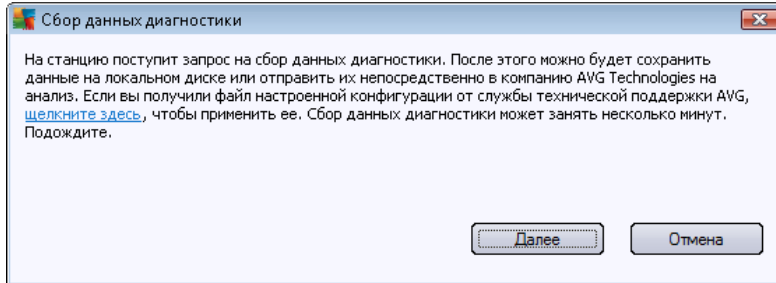 Сбор данных диагностики
На станцию поступит запрос на сбор данных диагностики. После этого можно будет сохранить
данные на локальном диске или отправить их непосредственно в компанию AVG Technologies на
анализ. Если вы получили файл настроенной конфигурации от службы технической поддержки AVG,
щелкните здесь, чтобы применить ее. Сбор данных диагностики может занять несколько минут.
Подождите.
Далее
Отмена